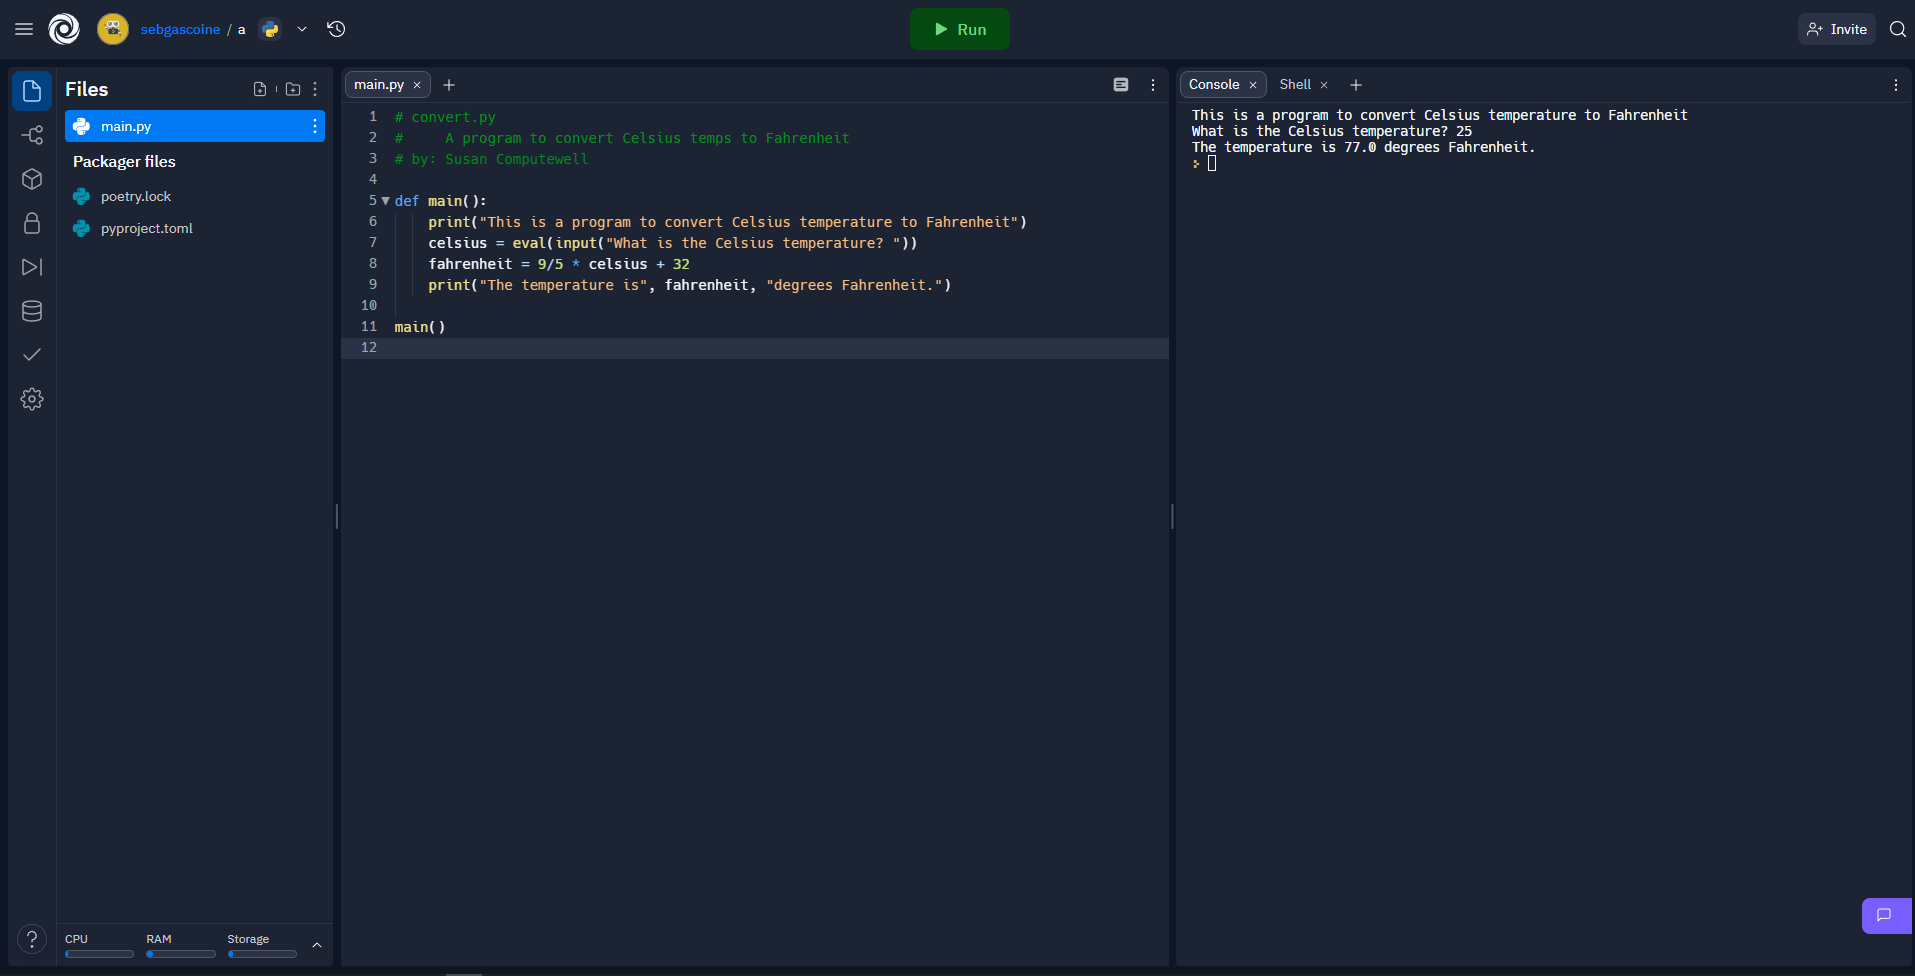 sebgascoine / a
Run
Invite
Files
main.py
Packager files
poetry.lock
pyproject.toml
CPU RAM Storage
?
main.py
1 # convert.py
2 #     A program to convert Celsius temps to Fahrenheit
3 # by: Susan Computewell
4
5 def main():
6     print("This is a program to convert Celsius temperature to Fahrenheit")
7     celsius = eval(input("What is the Celsius temperature? "))
8     fahrenheit = 9/5 * celsius + 32
9     print("The temperature is", fahrenheit, "degrees Fahrenheit.")
10
11 main()
12
Console Shell
This is a program to convert Celsius temperature to Fahrenheit
What is the Celsius temperature? 25
The temperature is 77.0 degrees Fahrenheit.